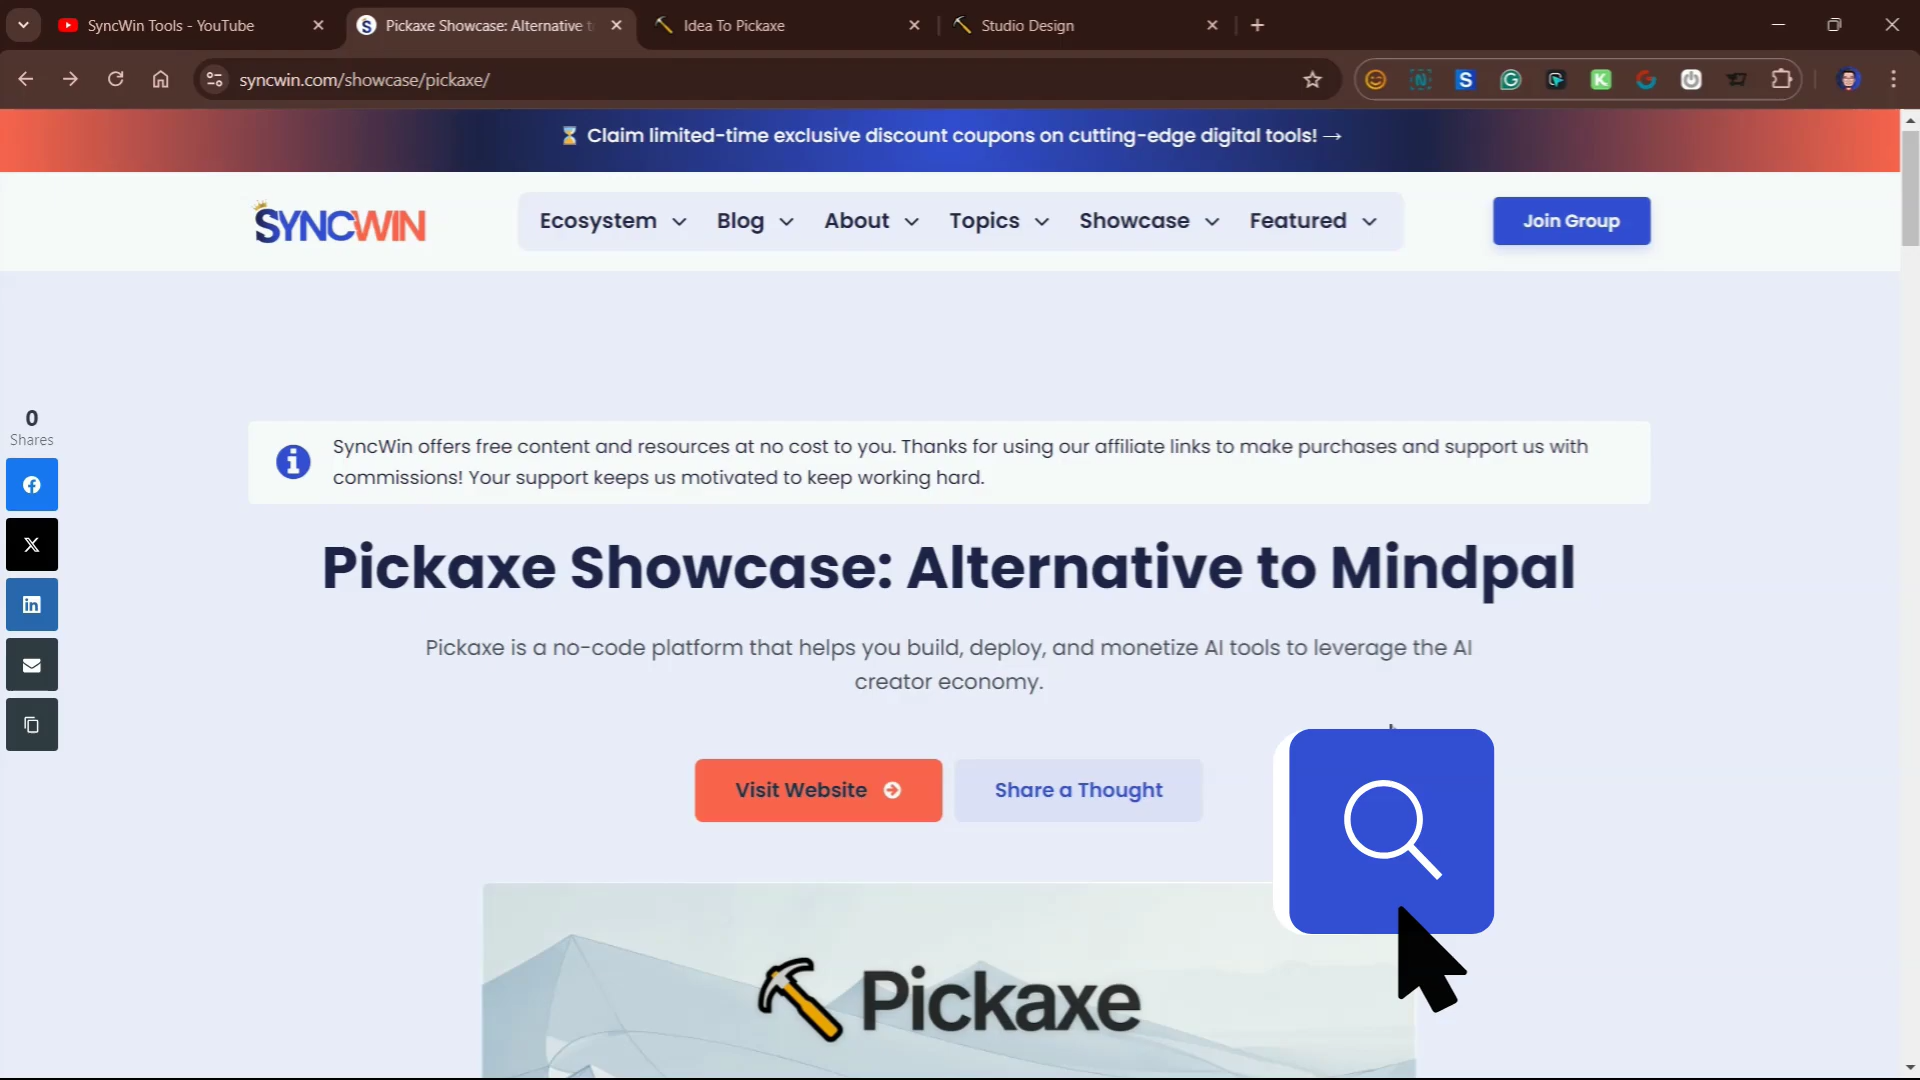 SyncWin Tools - YouTube
Pickaxe Showcase: Alternative t
Idea To Pickaxe
Studio Design
syncwin.com/showcase/pickaxe/
⏳ Claim limited-time exclusive discount coupons on cutting-edge digital tools! →
SYNCWIN
Ecosystem
Blog
About
Topics
Showcase
Featured
Join Group
0
Shares
SyncWin offers free content and resources at no cost to you. Thanks for using our affiliate links to make purchases and support us with
commissions! Your support keeps us motivated to keep working hard.
Pickaxe Showcase: Alternative to Mindpal
Pickaxe is a no-code platform that helps you build, deploy, and monetize AI tools to leverage the AI
creator economy.
Visit Website
Share a Thought
Pickaxe